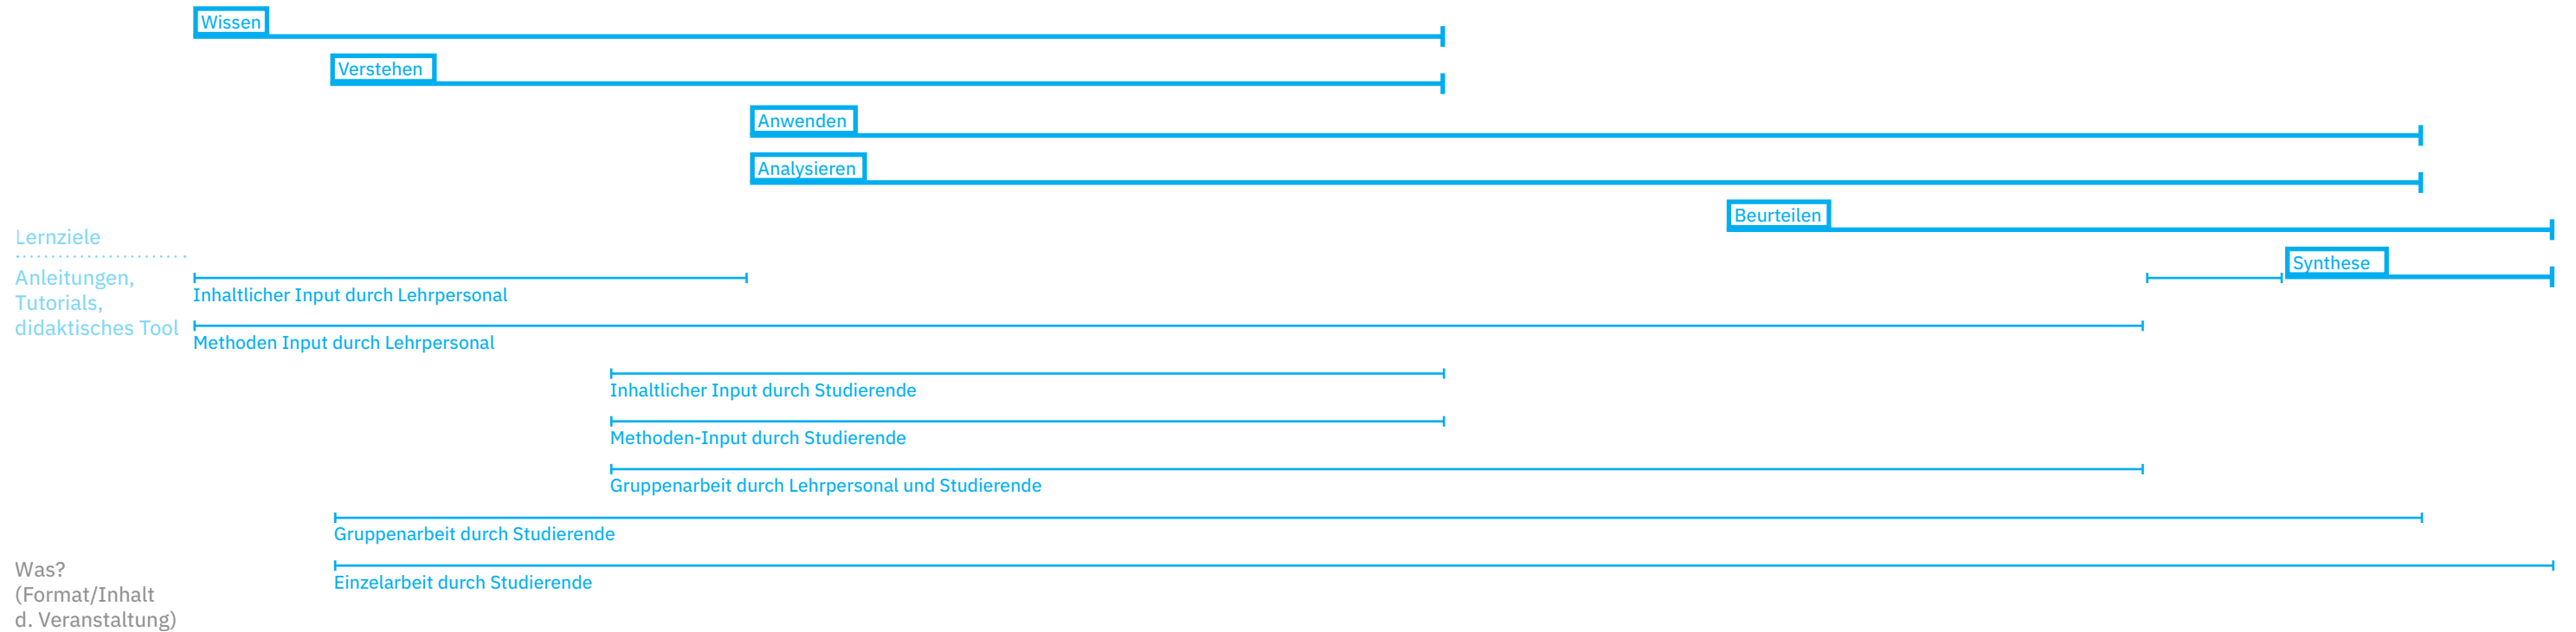 Wissen
Verstehen
Anwenden
Analysieren
Beurteilen
Lernziele
Synthese
Anleitungen,
Tutorials,
didaktisches Tool
Inhaltlicher Input durch Lehrpersonal
Methoden Input durch Lehrpersonal
Inhaltlicher Input durch Studierende
Methoden-Input durch Studierende
Gruppenarbeit durch Lehrpersonal und Studierende
Gruppenarbeit durch Studierende
Einzelarbeit durch Studierende
Was?
(Format/Inhalt
d. Veranstaltung)